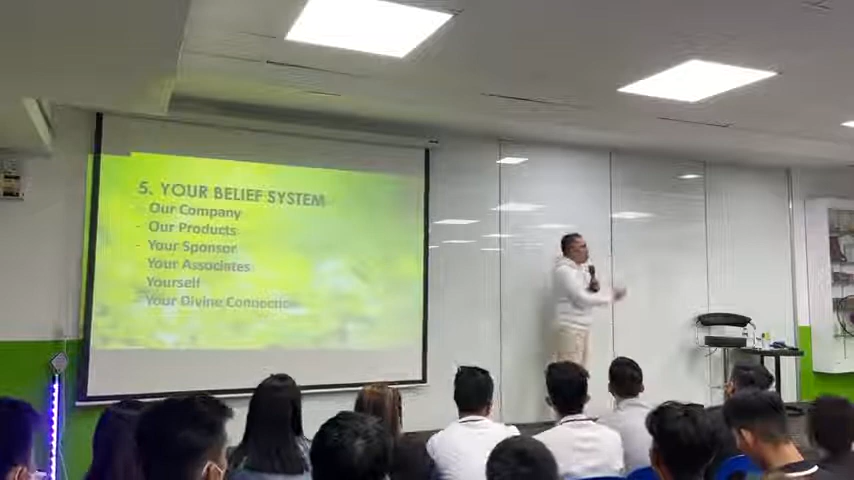 5. YOUR BELIEF SYSTEM
- Our Company
- Our Products
- Your Sponsor
- Your Associates
- Yourself
- Your Divine Connection